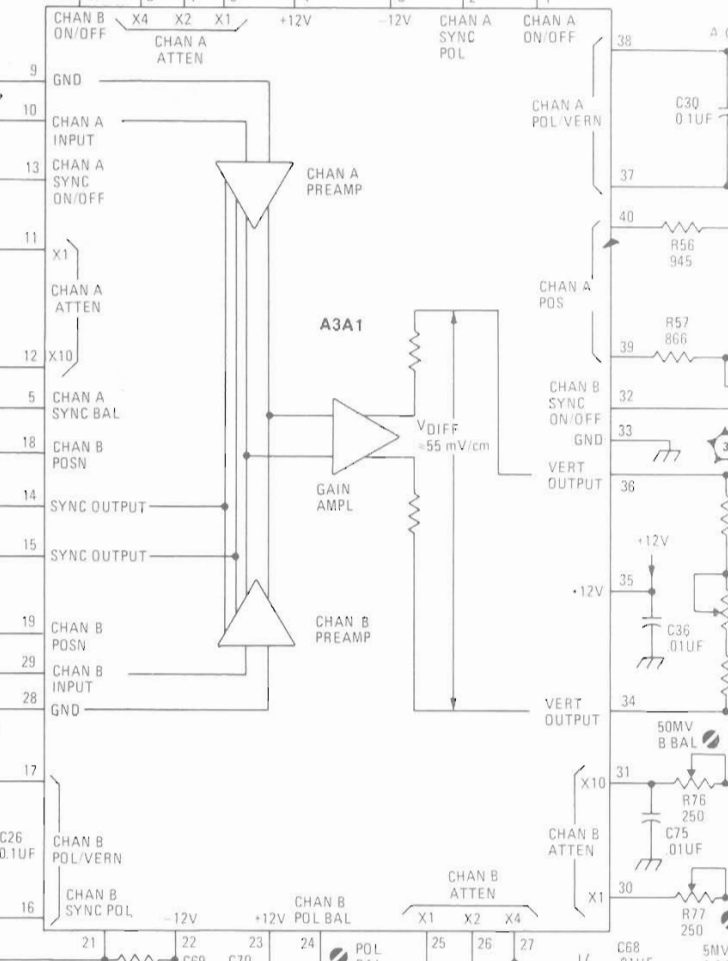 CHAN B
ON/OFF
X4 X2 X1
CHAN A
ATTEN
+12V
-12V
CHAN A
SYNC
POL
CHAN A
ON/OFF
38
9
GND
10
CHAN A
INPUT
13
CHAN A
SYNC
ON/OFF
CHAN A
PREAMP
CHAN A
POL/VERN
C30
0.1UF
37
40
R56
945
11
X1
CHAN A
ATTEN
12
X10
A3A1
CHAN A
POS
R57
866
39
5
CHAN A
SYNC BAL
18
CHAN B
POSN
CHAN B
SYNC
ON/OFF
32
GND
33
VDIFF
≈55 mV/cm
GAIN
AMPL
VERT
OUTPUT
36
14
SYNC OUTPUT
15
SYNC OUTPUT
+12V
35
C36
.01UF
19
CHAN B
POSN
CHAN B
PREAMP
29
CHAN B
INPUT
28
GND
VERT
OUTPUT
34
50MV
B BAL
17
X10
31
R76
250
C75
.01UF
C26
0.1UF
CHAN B
POL/VERN
CHAN B
ATTEN
CHAN B
SYNC POL
16
-12V
+12V
CHAN B
POL BAL
CHAN B
ATTEN
X1 X2 X4
X1
30
R77
250
21
22
23
24
POL
25
26
27
C68
5MV